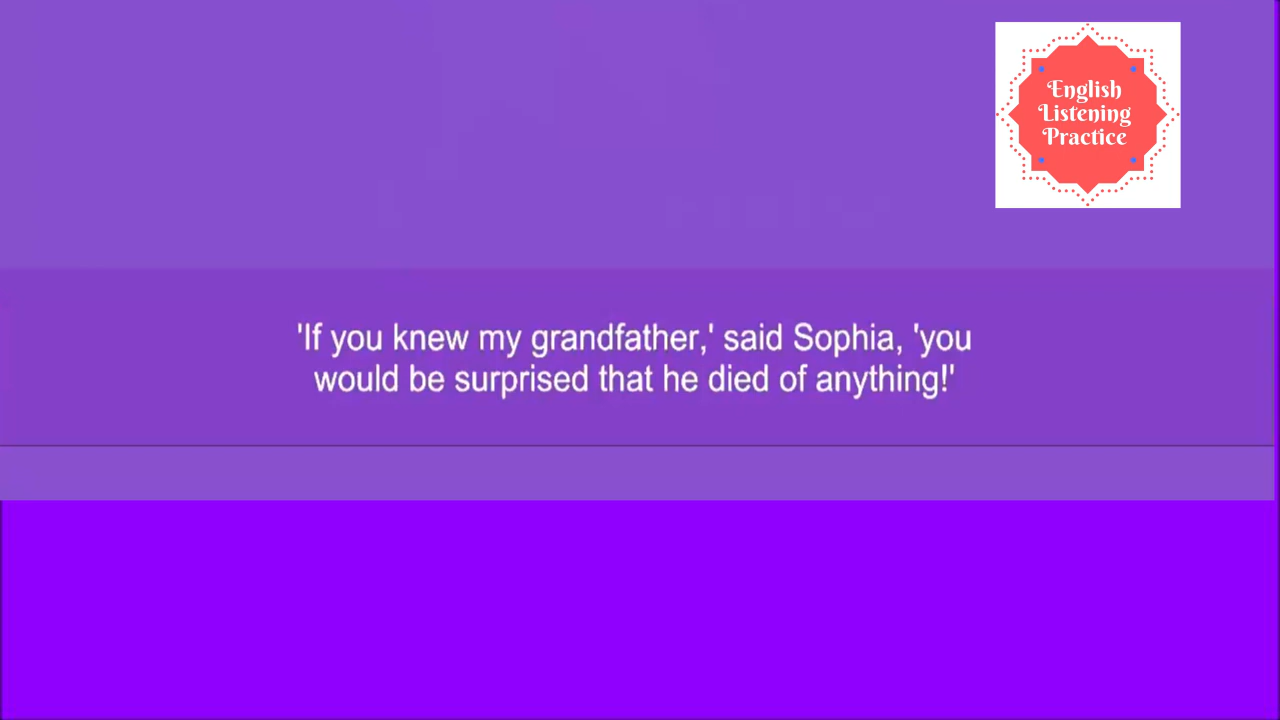 English
Listening
Practice
'If you knew my grandfather,' said Sophia, 'you
would be surprised that he died of anything!'